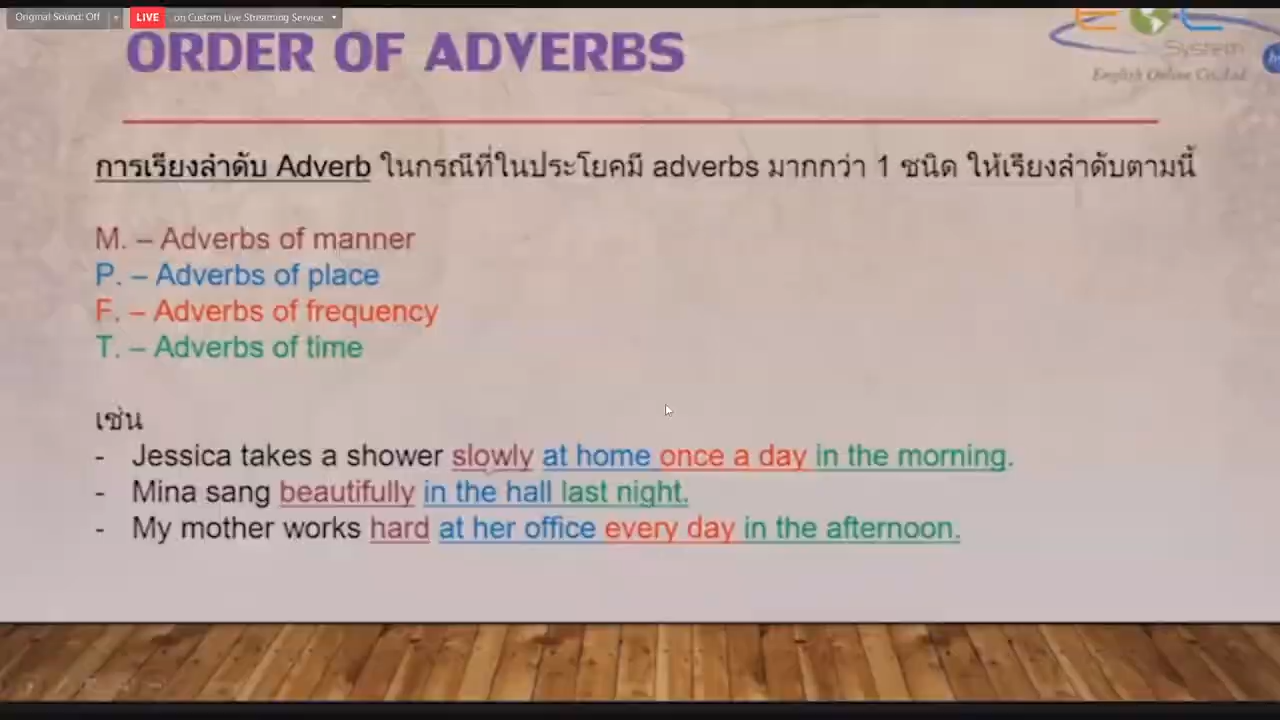 Original Sound: Off
LIVE
on Custom Live Streaming Service
ORDER OF ADVERBS
System
English Online
การเรียงลำดับ Adverb ในกรณีที่ในประโยคมี adverbs มากกว่า 1 ชนิด ให้เรียงลำดับตามนี้
M. – Adverbs of manner
P. – Adverbs of place
F. – Adverbs of frequency
T. – Adverbs of time
เช่น
- Jessica takes a shower slowly at home once a day in the morning.
- Mina sang beautifully in the hall last night.
- My mother works hard at her office every day in the afternoon.